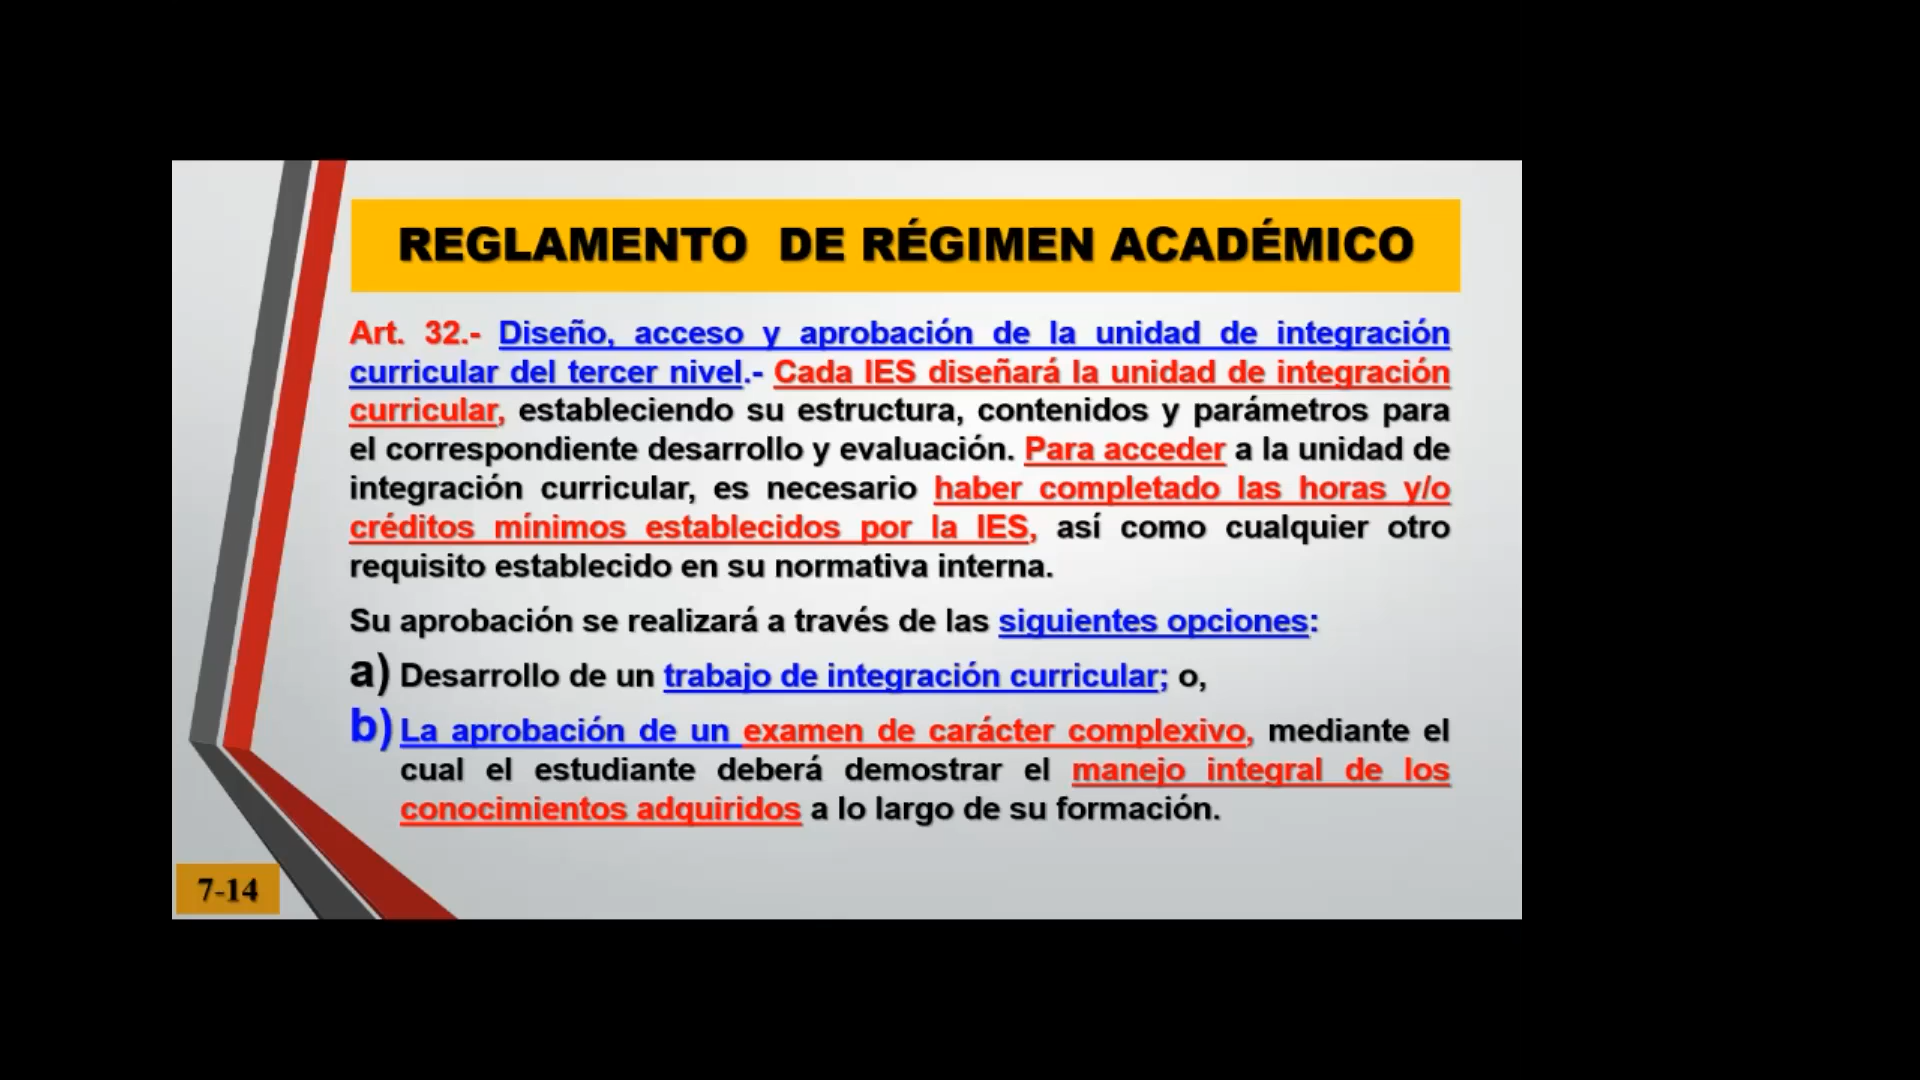 REGLAMENTO DE RÉGIMEN ACADÉMICO
Art. 32.- Diseño, acceso y aprobación de la unidad de integración
curricular del tercer nivel.- Cada IES diseñará la unidad de integración
curricular, estableciendo su estructura, contenidos y parámetros para
el correspondiente desarrollo y evaluación. Para acceder a la unidad de
integración curricular, es necesario haber completado las horas y/o
créditos mínimos establecidos por la IES, así como cualquier otro
requisito establecido en su normativa interna.
Su aprobación se realizará a través de las siguientes opciones:
a) Desarrollo de un trabajo de integración curricular; o,
b) La aprobación de un examen de carácter complexivo, mediante el
cual el estudiante deberá demostrar el manejo integral de los
conocimientos adquiridos a lo largo de su formación.
7-14